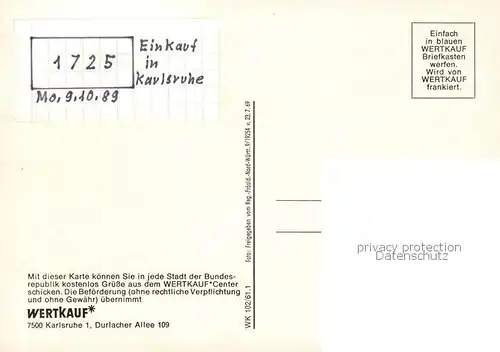 1725
Einkauf
in
Karlsruhe
Mo, 9.10.89
Einfach
in blauen
WERTKAUF
Briefkasten
werfen.
Wird von
WERTKAUF
frankiert.
Mit dieser Karte können Sie in jede Stadt der Bundes-
republik kostenlos Grüße aus dem WERTKAUF*Center
schicken. Die Beförderung (ohne rechtliche Verpflichtung
und ohne Gewähr) übernimmt
WERTKAUF*
7500 Karlsruhe 1, Durlacher Allee 109
WK 102/61.1
Foto: Freigegeben vom Reg.-Präsid.-Nord-Württ. 9/19254 v. 23.7.69
privacy protection
Ansichtskartenversand.com